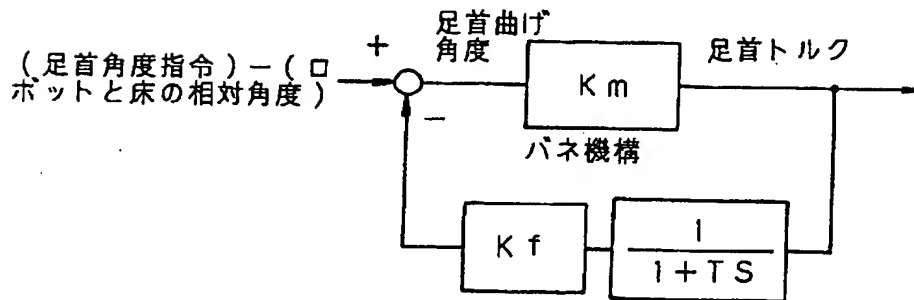 (足首角度指令)－(ロ
ボットと床の相対角度)
＋
足首曲げ
角度
Km
足首トルク
－
バネ機構
Kf
1
1+TS